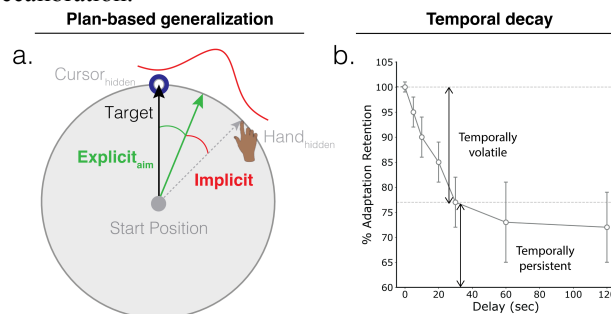 Plan-based generalization
Temporal decay
a.
Cursor hidden
Target
Explicit aim
Hand hidden
Implicit
Start Position
b.
% Adaptation Retention
100
95
90
85
80
75
70
65
60
Temporally
volatile
Temporally
persistent
0
20
40
60
80
100
120
Delay (sec)